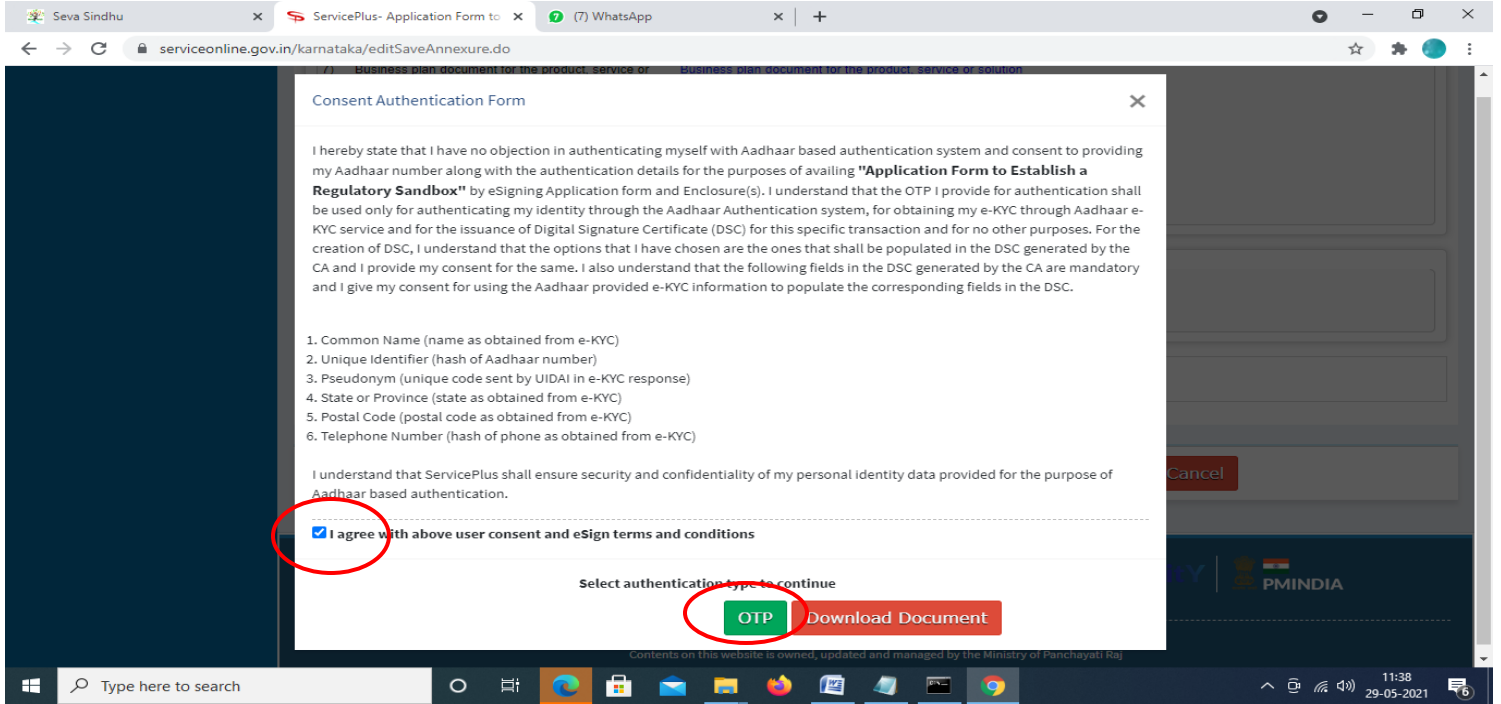 Seva Sindhu
ServicePlus- Application Form to
(7) WhatsApp
serviceonline.gov.in/karnataka/editSaveAnnexure.do
7) Business plan document for the product, service or Business plan document for the product, service or solution
Consent Authentication Form
I hereby state that I have no objection in authenticating myself with Aadhaar based authentication system and consent to providing
my Aadhaar number along with the authentication details for the purposes of availing "Application Form to Establish a
Regulatory Sandbox" by eSigning Application form and Enclosure(s). I understand that the OTP I provide for authentication shall
be used only for authenticating my identity through the Aadhaar Authentication system, for obtaining my e-KYC through Aadhaar e-
KYC service and for the issuance of Digital Signature Certificate (DSC) for this specific transaction and for no other purposes. For the
creation of DSC, I understand that the options that I have chosen are the ones that shall be populated in the DSC generated by the
CA and I provide my consent for the same. I also understand that the following fields in the DSC generated by the CA are mandatory
and I give my consent for using the Aadhaar provided e-KYC information to populate the corresponding fields in the DSC.
1. Common Name (name as obtained from e-KYC)
2. Unique Identifier (hash of Aadhaar number)
3. Pseudonym (unique code sent by UIDAI in e-KYC response)
4. State or Province (state as obtained from e-KYC)
5. Postal Code (postal code as obtained from e-KYC)
6. Telephone Number (hash of phone as obtained from e-KYC)
I understand that ServicePlus shall ensure security and confidentiality of my personal identity data provided for the purpose of
Aadhaar based authentication.
Cancel
I agree with above user consent and eSign terms and conditions
Select authentication type to continue
PMINDIA
OTP Download Document
Contents on this website is owned, updated and managed by the Ministry of Panchayati Raj
Type here to search
11:38
29-05-2021
6